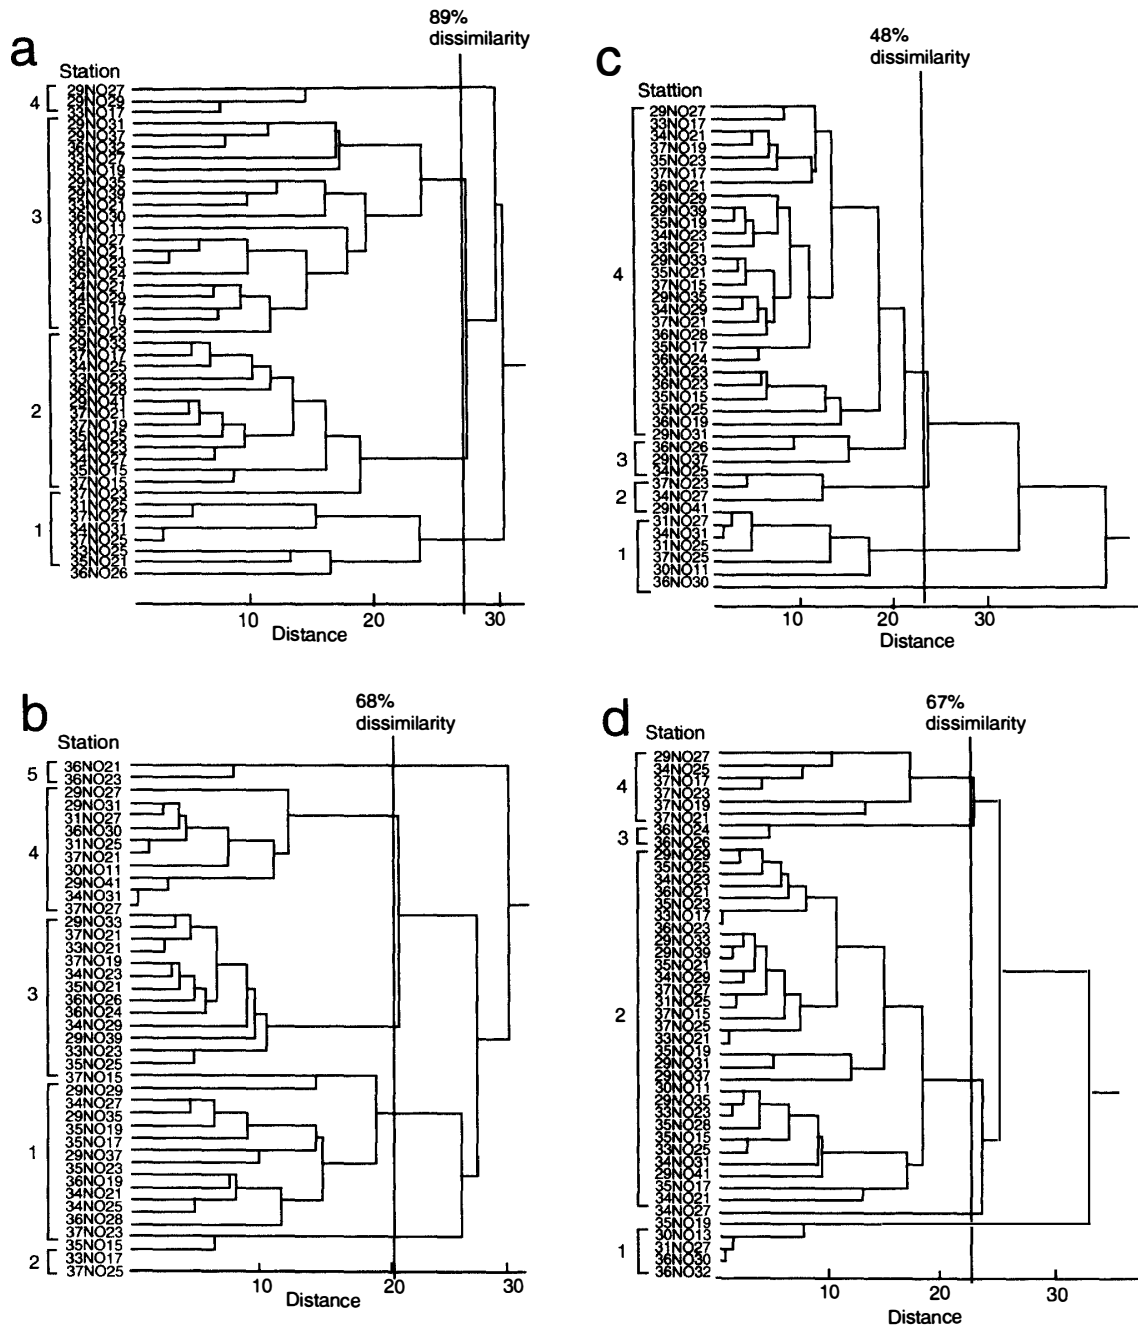 a
89%
dissimilarity
Station
29NO27
29NO29
33NO17
29NO31
29NO37
36NO32
33NO27
35NO19
29NO35
29NO39
33NO21
36NO30
30NO11
31NO27
36NO21
36NO23
36NO24
34NO21
34NO29
35NO17
36NO19
35NO23
29NO33
37NO17
34NO25
33NO23
36NO28
29NO41
37NO21
37NO19
35NO25
34NO23
34NO27
35NO15
37NO15
37NO23
31NO25
37NO27
34NO31
37NO25
33NO25
35NO21
36NO26
4
3
2
1
10 20 30
Distance
c
48%
dissimilarity
Stattion
29NO27
33NO17
34NO21
37NO19
35NO23
37NO17
36NO21
29NO29
29NO39
35NO19
34NO23
33NO21
29NO33
35NO21
37NO15
29NO35
34NO29
37NO21
36NO28
35NO17
36NO24
33NO23
36NO23
35NO15
35NO25
36NO19
29NO31
36NO26
29NO37
34NO25
37NO23
34NO27
29NO41
31NO27
34NO31
31NO25
37NO25
30NO11
36NO30
4
3
2
1
10 20 30
Distance
b
68%
dissimilarity
Station
36NO21
36NO23
29NO27
29NO31
31NO27
36NO30
31NO25
37NO21
30NO11
29NO41
34NO31
37NO27
29NO33
37NO21
33NO21
37NO19
34NO23
35NO21
36NO26
36NO24
34NO29
29NO39
33NO23
35NO25
37NO15
29NO29
34NO27
29NO35
35NO19
35NO17
29NO37
35NO23
36NO19
34NO21
34NO25
36NO28
37NO23
35NO15
33NO17
37NO25
5
4
3
1
2
10 20 30
Distance
d
67%
dissimilarity
Station
29NO27
34NO25
37NO17
37NO23
37NO19
37NO21
36NO24
36NO26
29NO29
35NO25
34NO23
36NO21
35NO23
33NO17
36NO23
29NO33
29NO39
35NO21
34NO29
37NO27
31NO25
37NO15
37NO25
33NO21
35NO19
29NO31
29NO37
30NO11
29NO35
33NO23
35NO28
35NO15
33NO25
34NO31
29NO41
35NO17
34NO21
34NO27
35NO19
30NO13
31NO27
36NO30
36NO32
4
3
2
1
10 20 30
Distance